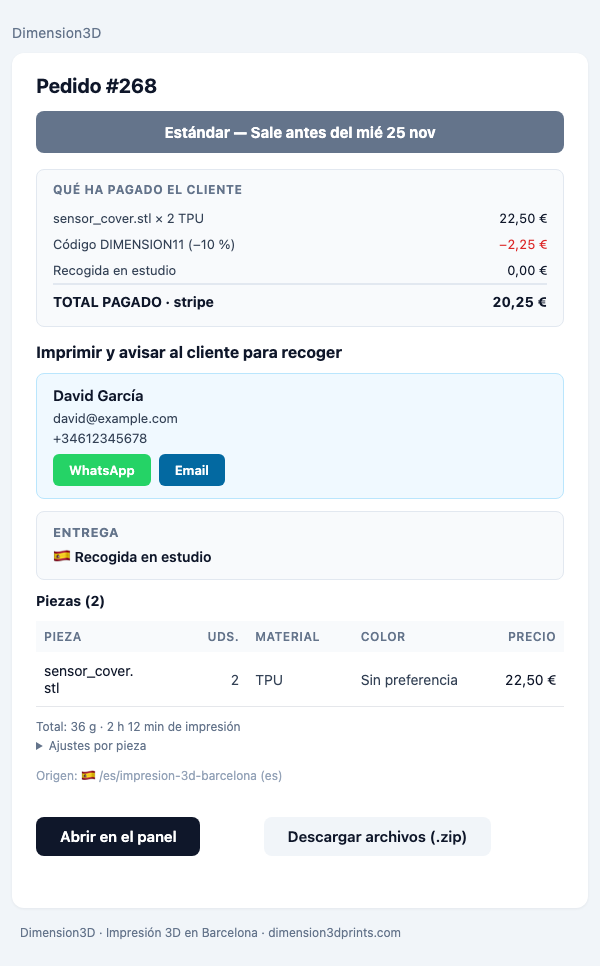 Dimension3D
Pedido #268
Estándar — Sale antes del mié 25 nov
QUÉ HA PAGADO EL CLIENTE
sensor_cover.stl × 2 TPU 22,50 €
Código DIMENSION11 (−10 %) −2,25 €
Recogida en estudio 0,00 €
TOTAL PAGADO · stripe 20,25 €
Imprimir y avisar al cliente para recoger
David García
david@example.com
+34612345678
WhatsApp Email
ENTREGA
🇪🇸 Recogida en estudio
Piezas (2)
PIEZA UDS. MATERIAL COLOR PRECIO
sensor_cover.
stl 2 TPU Sin preferencia 22,50 €
Total: 36 g · 2 h 12 min de impresión
▶ Ajustes por pieza
Origen: 🇪🇸 /es/impresion-3d-barcelona (es)
Abrir en el panel Descargar archivos (.zip)
Dimension3D · Impresión 3D en Barcelona · dimension3dprints.com